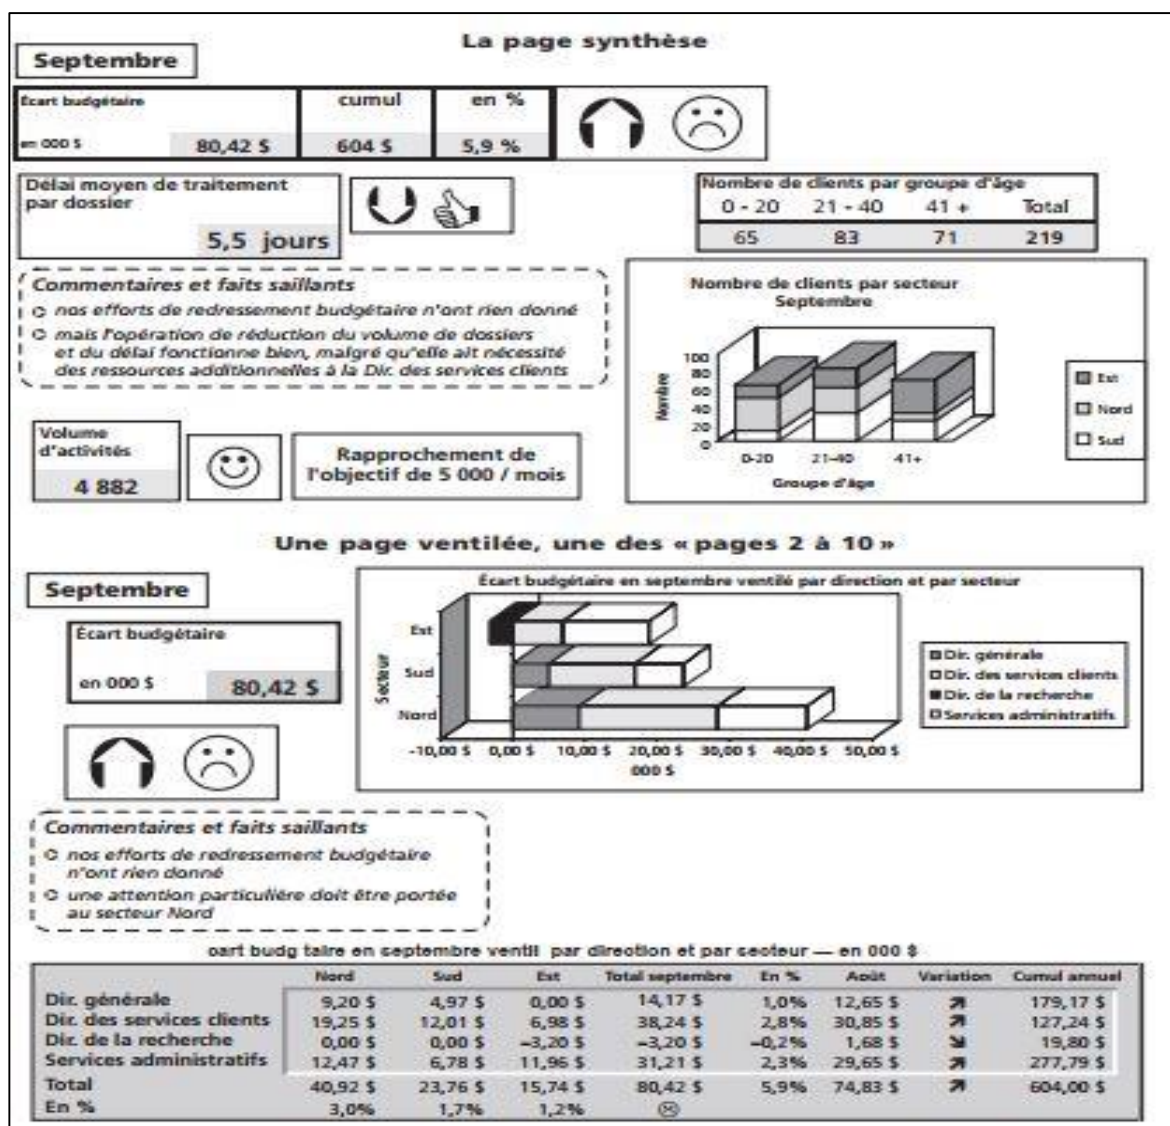 La page synthèse
Septembre
Écart budgétaire
cumul
en %
en 000 $
80,42 $
604 $
5,9 %
Délai moyen de traitement
par dossier
5,5 jours
Nombre de clients par groupe d'âge
0 - 20 21 - 40 41 + Total
65 83 71 219
Commentaires et faits saillants
nos efforts de redressement budgétaire n'ont rien donné
mais l'opération de réduction du volume de dossiers
et du délai fonctionne bien, malgré qu'elle ait nécessité
des ressources additionnelles à la Dir. des services clients
Nombre de clients par secteur
Septembre
Nombre
100
80
60
40
20
0
0-20 21-40 41+
Groupe d'âge
Est
Nord
Sud
Volume
d'activités
4 882
Rapprochement de
l'objectif de 5 000 / mois
Une page ventilée, une des « pages 2 à 10 »
Septembre
Écart budgétaire
en 000 $
80,42 $
Écart budgétaire en septembre ventilé par direction et par secteur
Secteur
Est
Sud
Nord
-10,00 $ 0,00 $ 10,00 $ 20,00 $ 30,00 $ 40,00 $ 50,00 $
000 $
Dir. générale
Dir. des services clients
Dir. de la recherche
Services administratifs
Commentaires et faits saillants
nos efforts de redressement budgétaire
n'ont rien donné
une attention particulière doit être portée
au secteur Nord
cart budg taire en septembre ventil par direction et par secteur — en 000 $
Nord Sud Est Total septembre En % Août Variation Cumul annuel
Dir. générale 9,20 $ 4,97 $ 0,00 $ 14,17 $ 1,0% 12,65 $ 179,17 $
Dir. des services clients 19,25 $ 12,01 $ 6,98 $ 38,24 $ 2,8% 30,85 $ 127,24 $
Dir. de la recherche 0,00 $ 0,00 $ –3,20 $ –3,20 $ –0,2% 1,68 $ 19,80 $
Services administratifs 12,47 $ 6,78 $ 11,96 $ 31,21 $ 2,3% 29,65 $ 277,79 $
Total 40,92 $ 23,76 $ 15,74 $ 80,42 $ 5,9% 74,83 $ 604,00 $
En % 3,0% 1,7% 1,2%